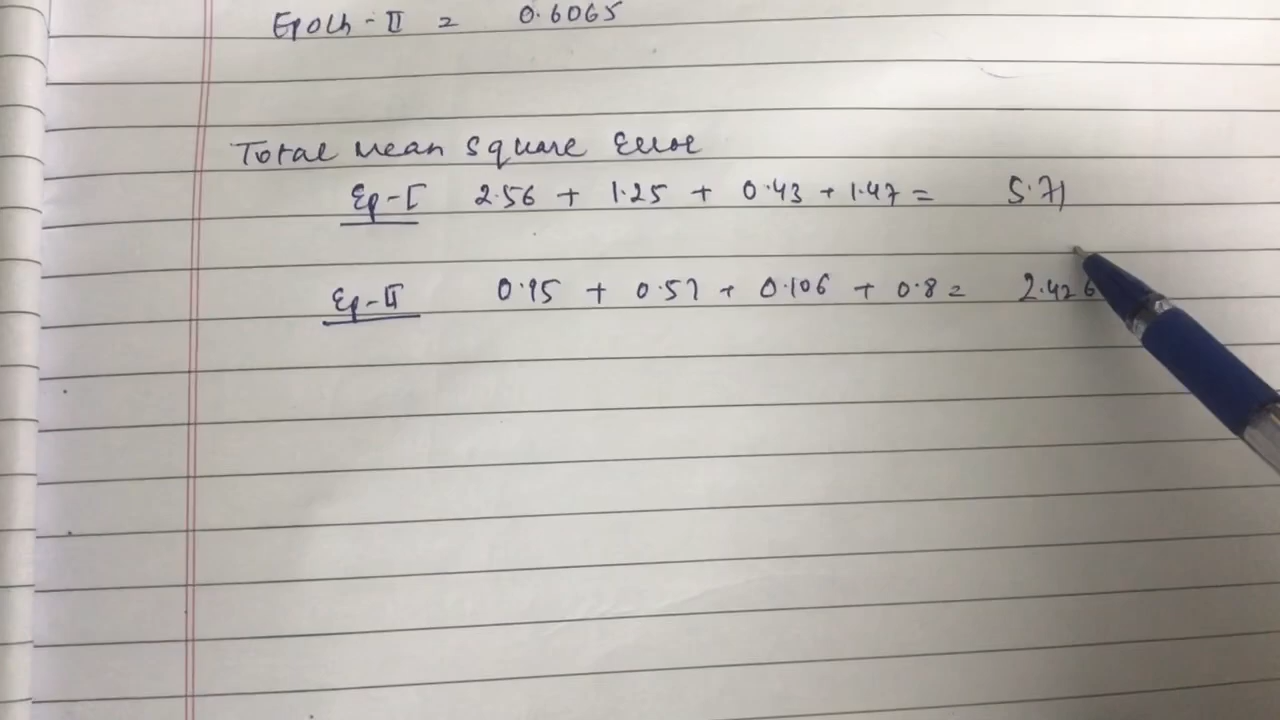 Epoch - II = 0.6065
Total Mean Square Error
Ep-I 2.56 + 1.25 + 0.43 + 1.47 = 5.71
Ep-II 0.95 + 0.57 + 0.106 + 0.8 = 2.426